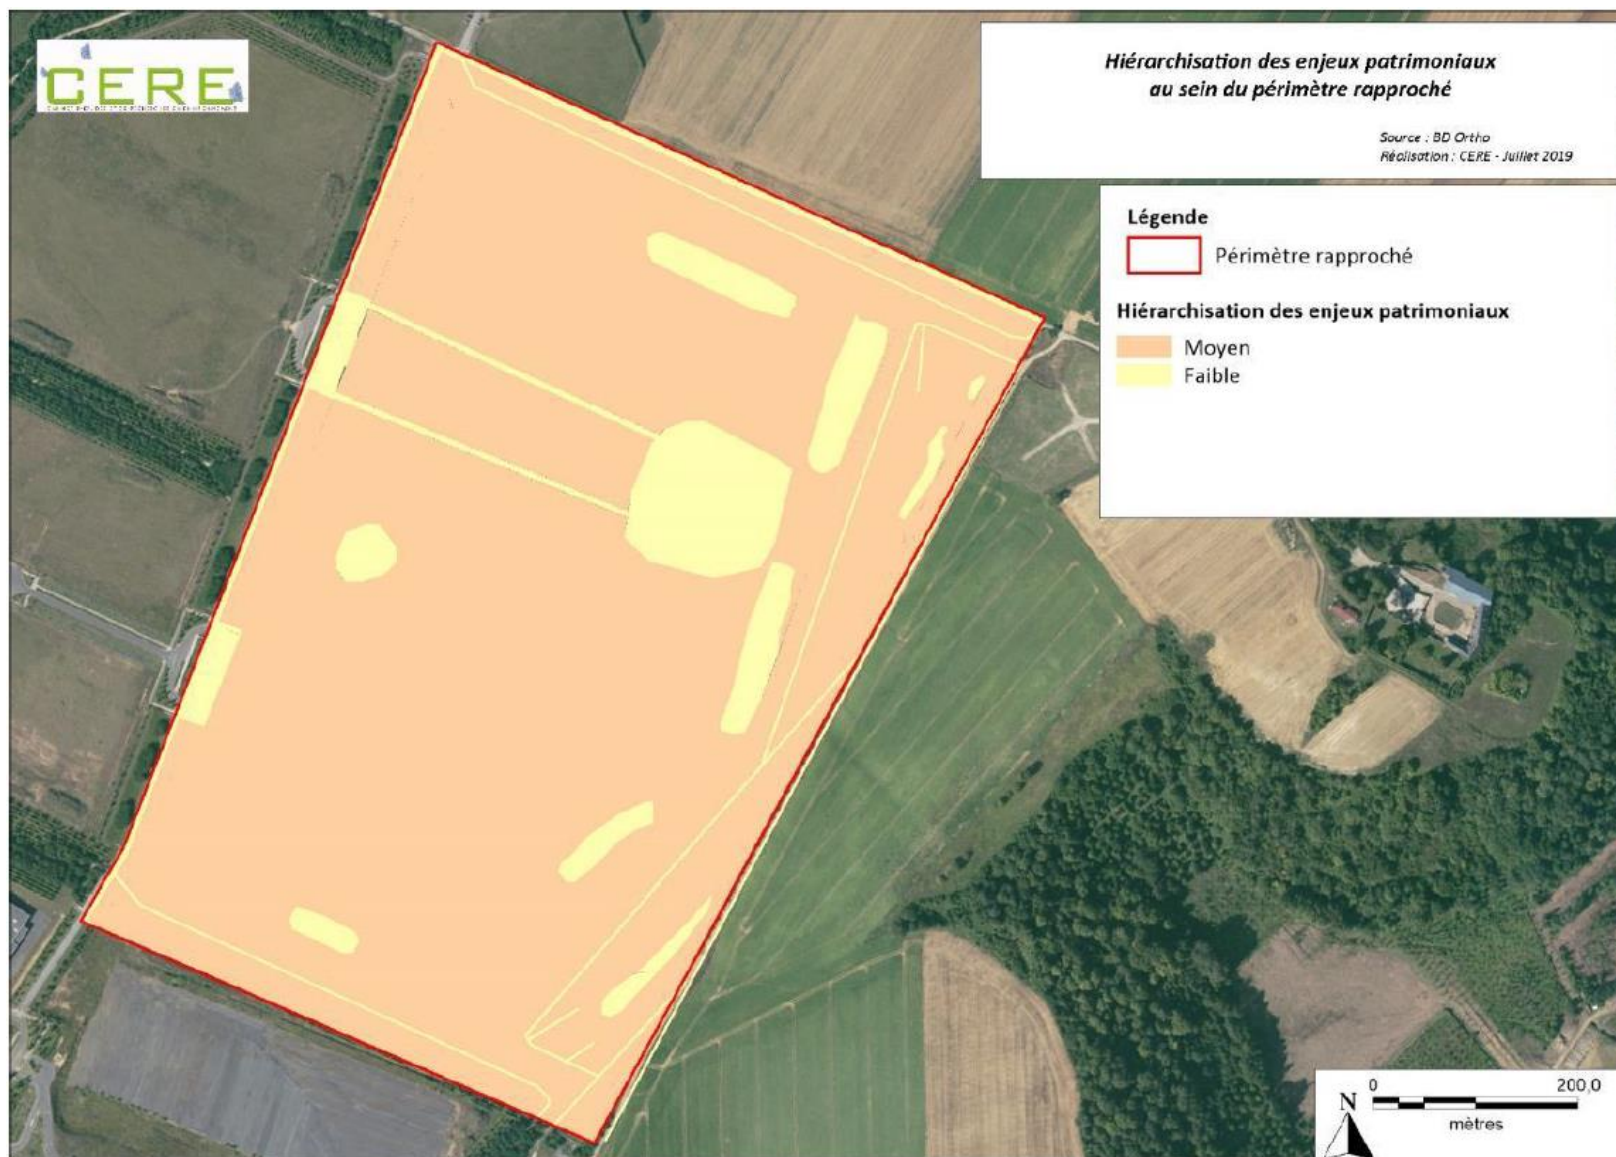 CERE
Hiérarchisation des enjeux patrimoniaux
au sein du périmètre rapproché
Source : BD Ortho
Réalisation : CERE - Juillet 2019
Légende
Périmètre rapproché
Hiérarchisation des enjeux patrimoniaux
Moyen
Faible
0 200,0
N
mètres